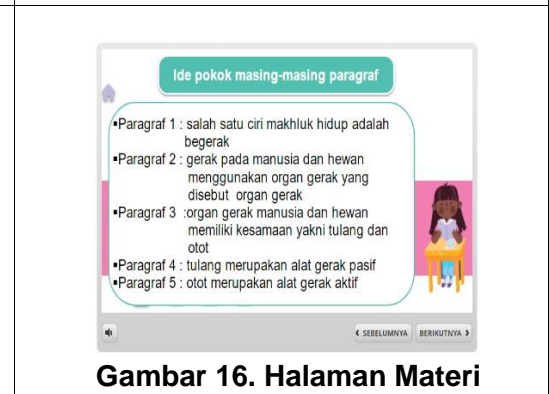 Ide pokok masing-masing paragraf
▪Paragraf 1 : salah satu ciri makhluk hidup adalah
begerak
▪Paragraf 2 : gerak pada manusia dan hewan
menggunakan organ gerak yang
disebut organ gerak
▪Paragraf 3 :organ gerak manusia dan hewan
memiliki kesamaan yakni tulang dan
otot
▪Paragraf 4 : tulang merupakan alat gerak pasif
▪Paragraf 5 : otot merupakan alat gerak aktif
SEBELUMNYA BERIKUTNYA
Gambar 16. Halaman Materi